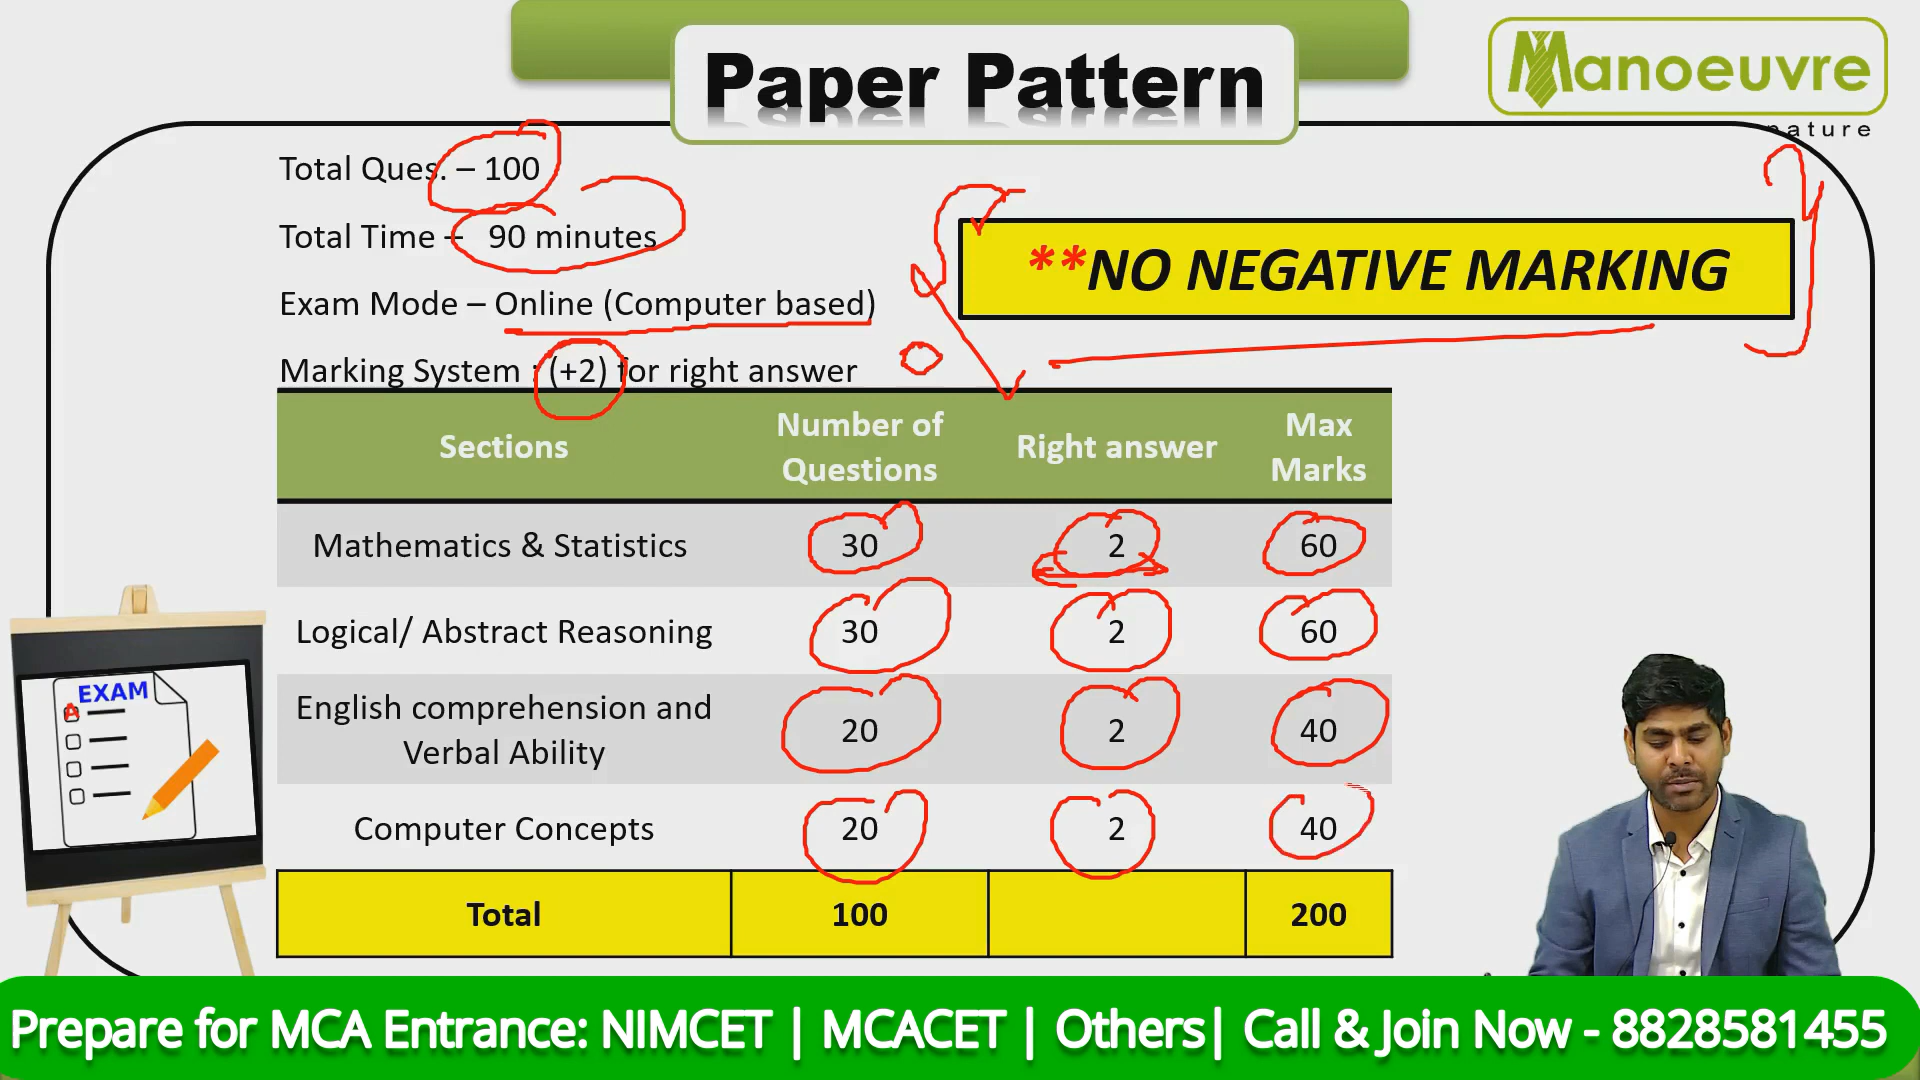 Paper Pattern
Manoeuvre
nature
Total Ques. – 100
Total Time – 90 minutes
Exam Mode – Online (Computer based)
Marking System : (+2) for right answer
**NO NEGATIVE MARKING
Sections Number of Questions Right answer Max Marks
Mathematics & Statistics 30 2 60
Logical/ Abstract Reasoning 30 2 60
English comprehension and Verbal Ability 20 2 40
Computer Concepts 20 2 40
Total 100 200
EXAM
A
Prepare for MCA Entrance: NIMCET | MCACET | Others| Call & Join Now - 8828581455